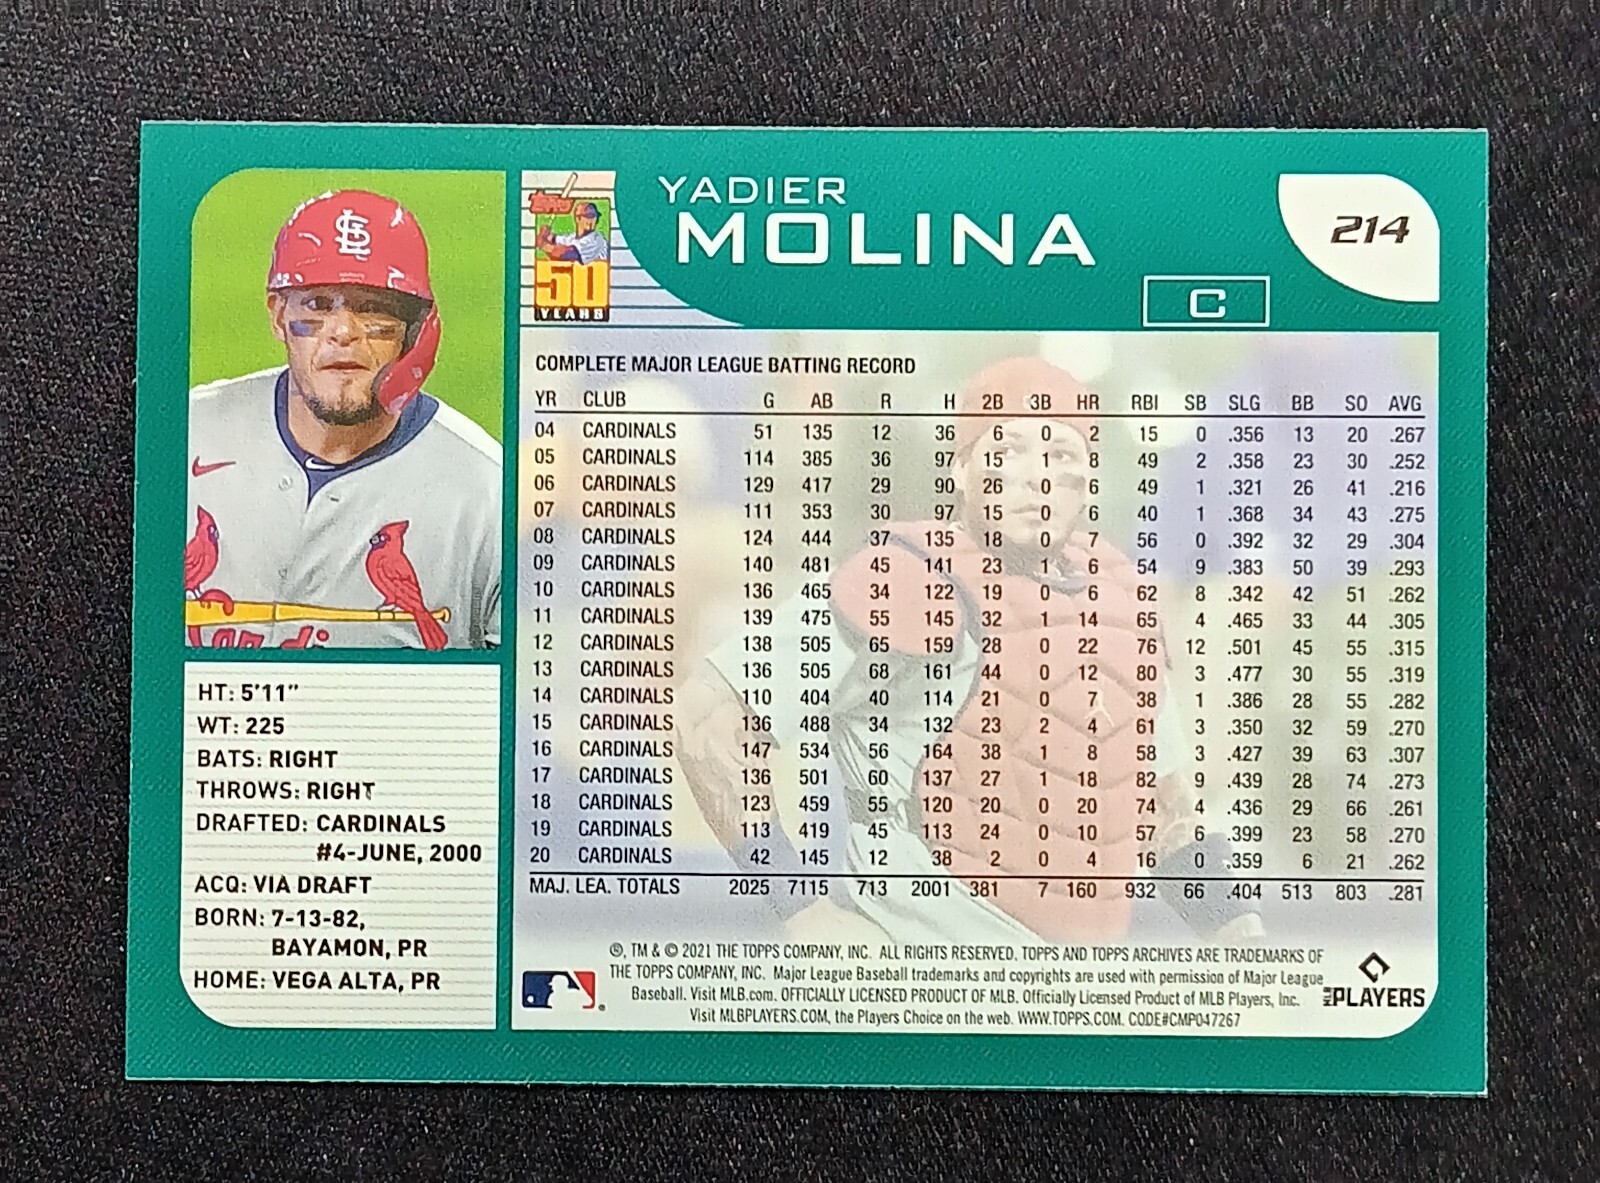 YADIER
MOLINA
214
C
Topps
50
YEARS
HT: 5'11"
WT: 225
BATS: RIGHT
THROWS: RIGHT
DRAFTED: CARDINALS
#4-JUNE, 2000
ACQ: VIA DRAFT
BORN: 7-13-82,
BAYAMON, PR
HOME: VEGA ALTA, PR
COMPLETE MAJOR LEAGUE BATTING RECORD
YR CLUB G AB R H 2B 3B HR RBI SB SLG BB SO AVG
04 CARDINALS 51 135 12 36 6 0 2 15 0 .356 13 20 .267
05 CARDINALS 114 385 36 97 15 1 8 49 2 .358 23 30 .252
06 CARDINALS 129 417 29 90 26 0 6 49 1 .321 26 41 .216
07 CARDINALS 111 353 30 97 15 0 6 40 1 .368 34 43 .275
08 CARDINALS 124 444 37 135 18 0 7 56 0 .392 32 29 .304
09 CARDINALS 140 481 45 141 23 1 6 54 9 .383 50 39 .293
10 CARDINALS 136 465 34 122 19 0 6 62 8 .342 42 51 .262
11 CARDINALS 139 475 55 145 32 1 14 65 4 .465 33 44 .305
12 CARDINALS 138 505 65 159 28 0 22 76 12 .501 45 55 .315
13 CARDINALS 136 505 68 161 44 0 12 80 3 .477 30 55 .319
14 CARDINALS 110 404 40 114 21 0 7 38 1 .386 28 55 .282
15 CARDINALS 136 488 34 132 23 2 4 61 3 .350 32 59 .270
16 CARDINALS 147 534 56 164 38 1 8 58 3 .427 39 63 .307
17 CARDINALS 136 501 60 137 27 1 18 82 9 .439 28 74 .273
18 CARDINALS 123 459 55 120 20 0 20 74 4 .436 29 66 .261
19 CARDINALS 113 419 45 113 24 0 10 57 6 .399 23 58 .270
20 CARDINALS 42 145 12 38 2 0 4 16 0 .359 6 21 .262
MAJ. LEA. TOTALS 2025 7115 713 2001 381 7 160 932 66 .404 513 803 .281
®, TM & © 2021 THE TOPPS COMPANY, INC. ALL RIGHTS RESERVED. TOPPS AND TOPPS ARCHIVES ARE TRADEMARKS OF
THE TOPPS COMPANY, INC. Major League Baseball trademarks and copyrights are used with permission of Major League
Baseball. Visit MLB.com. OFFICIALLY LICENSED PRODUCT OF MLB. Officially Licensed Product of MLB Players, Inc.
Visit MLBPLAYERS.COM, the Players Choice on the web. WWW.TOPPS.COM. CODE#CMP047267
MLB PLAYERS